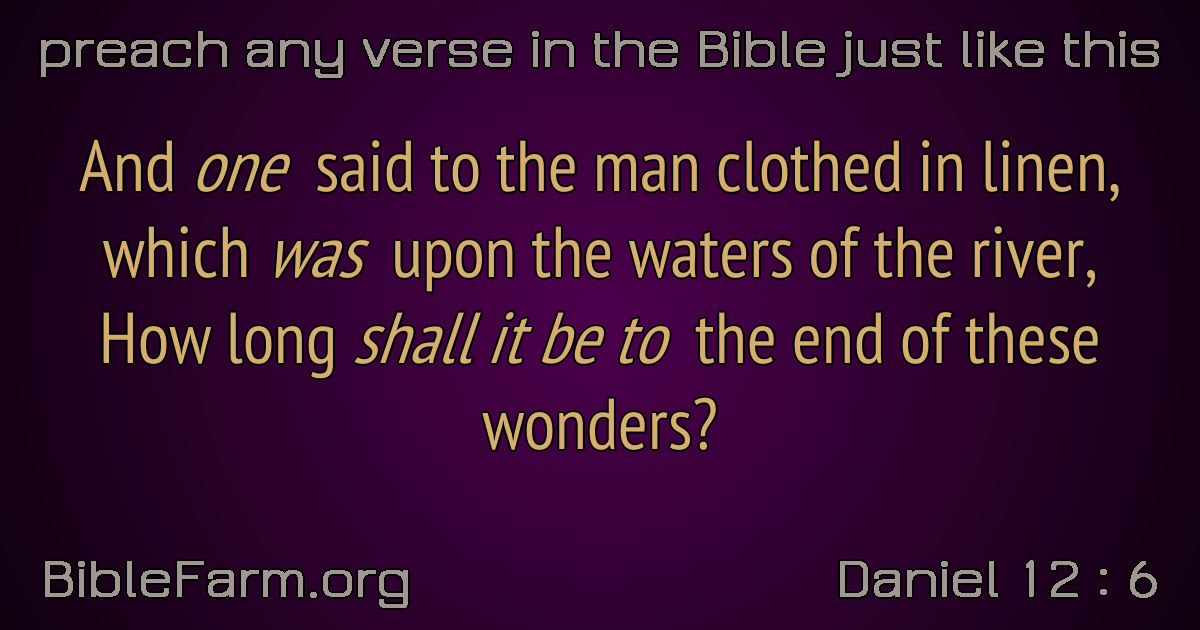 preach any verse in the Bible just like this
And one said to the man clothed in linen,
which was upon the waters of the river,
How long shall it be to the end of these
wonders?
BibleFarm.org
Daniel 12 : 6